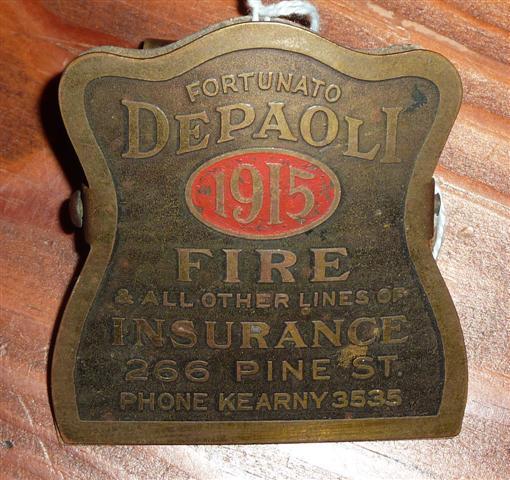 FORTUNATO
DEPAOLI
1915
FIRE
& ALL OTHER LINES OF
INSURANCE
266 PINE ST.
PHONE KEARNY 3535